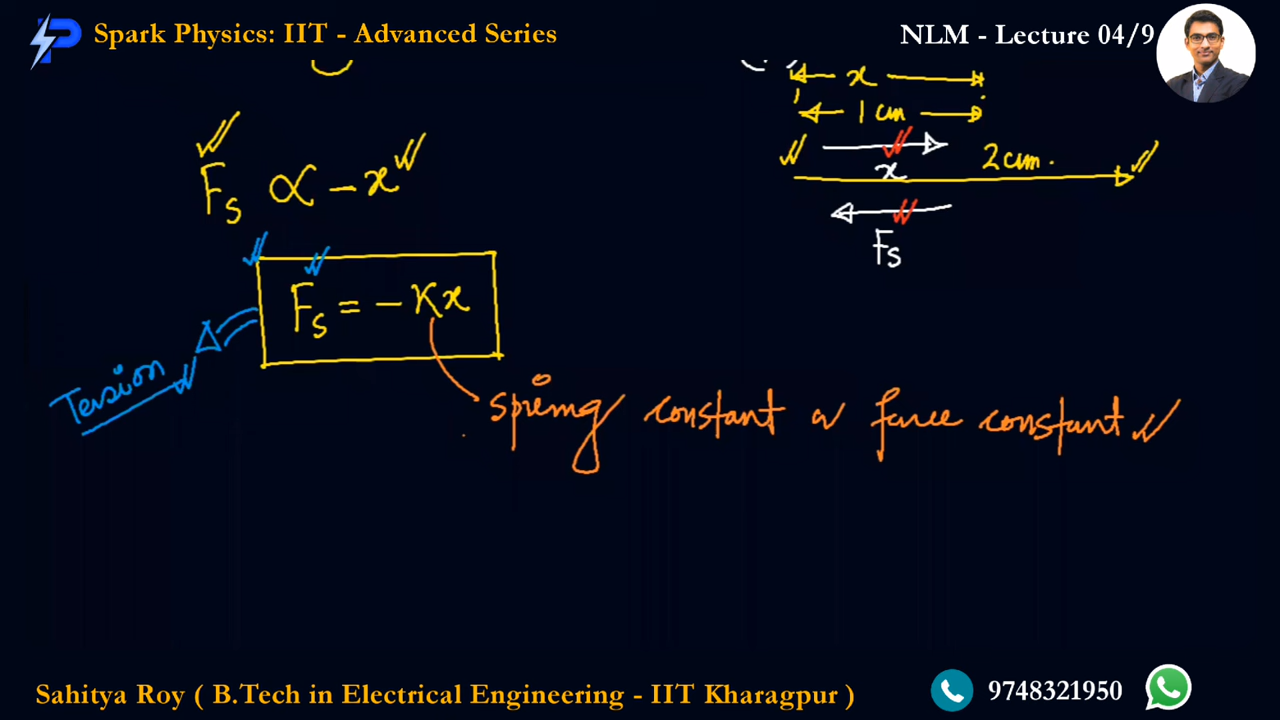 Spark Physics: IIT - Advanced Series
NLM - Lecture 04/9
x
1 cm
x
2cm.
Fs
Fs ∝ - x
Fs = - Kx
Tension
spring constant or force constant
Sahitya Roy ( B.Tech in Electrical Engineering - IIT Kharagpur )
9748321950